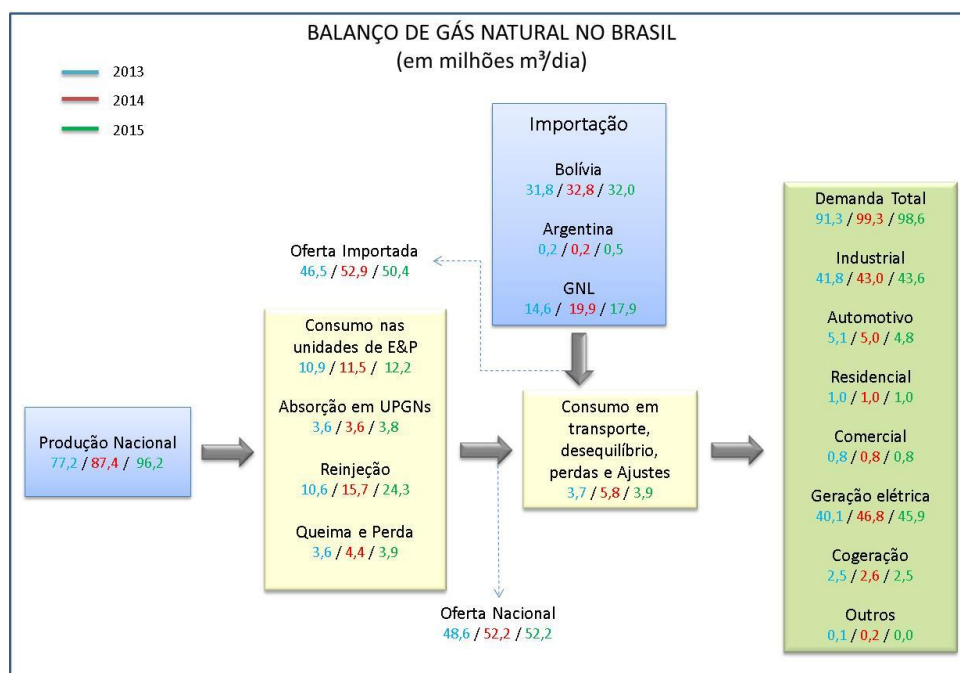 BALANÇO DE GÁS NATURAL NO BRASIL
(em milhões m³/dia)
2013
2014
2015
Importação
Bolívia
31,8 / 32,8 / 32,0
Argentina
0,2 / 0,2 / 0,5
GNL
14,6 / 19,9 / 17,9
Oferta Importada
46,5 / 52,9 / 50,4
Produção Nacional
77,2 / 87,4 / 96,2
Consumo nas
unidades de E&P
10,9 / 11,5 / 12,2
Absorção em UPGNs
3,6 / 3,6 / 3,8
Reinjeção
10,6 / 15,7 / 24,3
Queima e Perda
3,6 / 4,4 / 3,9
Oferta Nacional
48,6 / 52,2 / 52,2
Consumo em
transporte,
desequilíbrio,
perdas e Ajustes
3,7 / 5,8 / 3,9
Demanda Total
91,3 / 99,3 / 98,6
Industrial
41,8 / 43,0 / 43,6
Automotivo
5,1 / 5,0 / 4,8
Residencial
1,0 / 1,0 / 1,0
Comercial
0,8 / 0,8 / 0,8
Geração elétrica
40,1 / 46,8 / 45,9
Cogeração
2,5 / 2,6 / 2,5
Outros
0,1 / 0,2 / 0,0